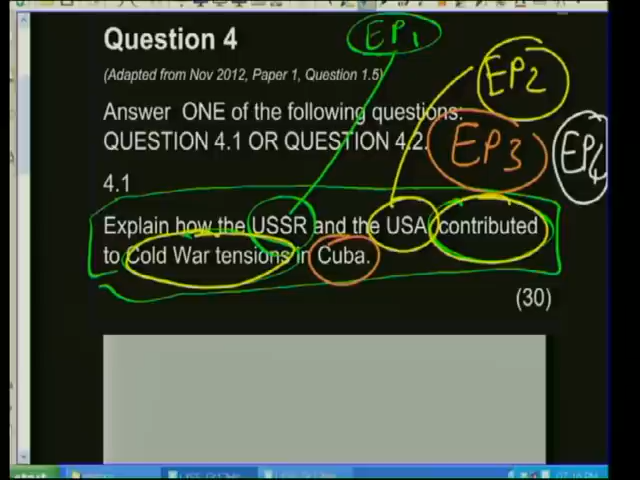 Question 4
EP1
(Adapted from Nov 2012, Paper 1, Question 1.5)
EP2
Answer ONE of the following questions:
QUESTION 4.1 OR QUESTION 4.2.
EP3
EP4
4.1
Explain how the USSR and the USA contributed
to Cold War tensions in Cuba.
(30)
start